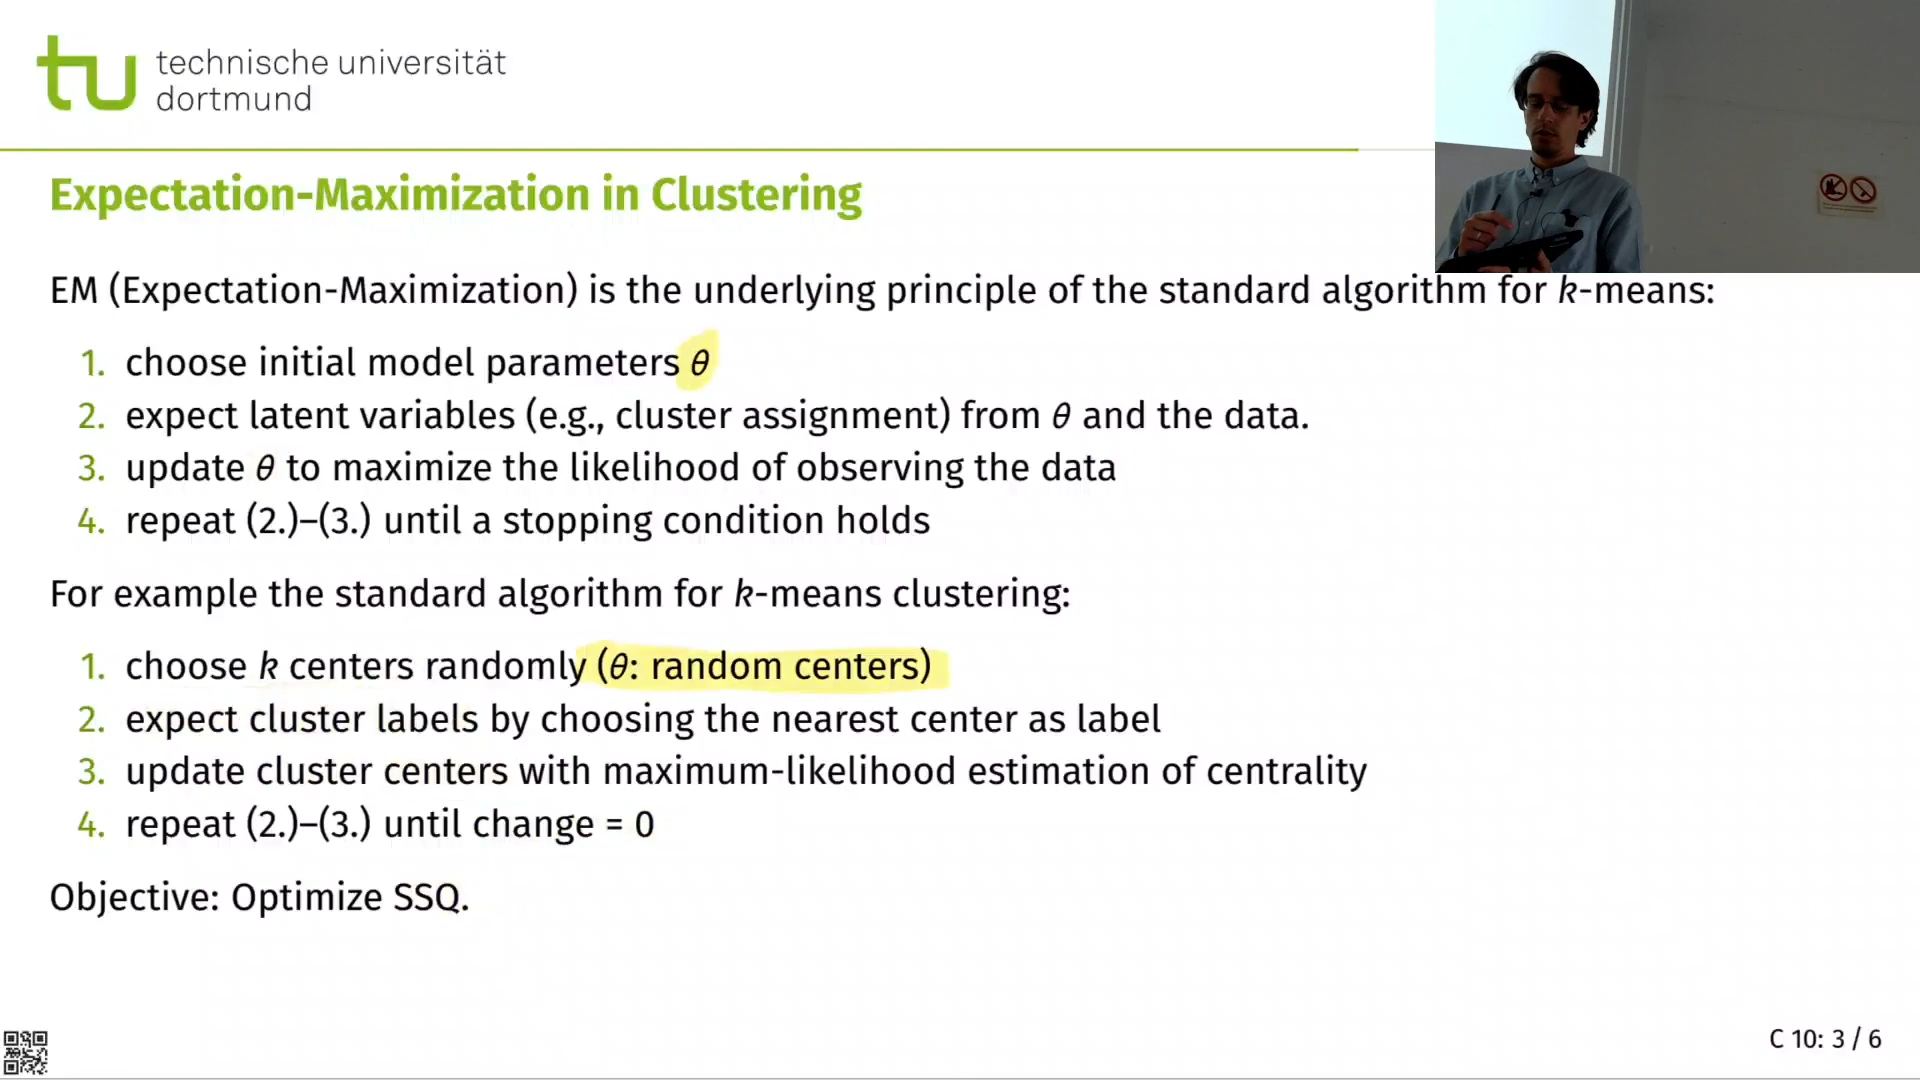 technische universität
dortmund
Expectation-Maximization in Clustering
EM (Expectation-Maximization) is the underlying principle of the standard algorithm for k-means:
1. choose initial model parameters θ
2. expect latent variables (e.g., cluster assignment) from θ and the data.
3. update θ to maximize the likelihood of observing the data
4. repeat (2.)–(3.) until a stopping condition holds
For example the standard algorithm for k-means clustering:
1. choose k centers randomly (θ: random centers)
2. expect cluster labels by choosing the nearest center as label
3. update cluster centers with maximum-likelihood estimation of centrality
4. repeat (2.)–(3.) until change = 0
Objective: Optimize SSQ.
C 10: 3 / 6